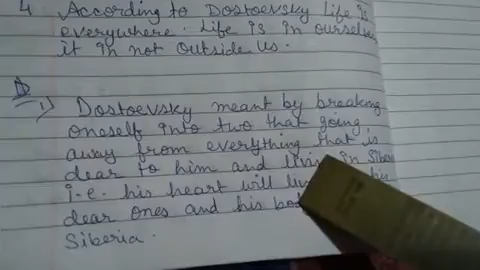 4 According to Dostoevsky life is
everywhere. Life is in ourselves
it in not outside us.
D
1) Dostoevsky meant by breaking
oneself into two that going
away from everything that is
dear to him and in
i.e. his heart will
dear ones and his
Siberia.